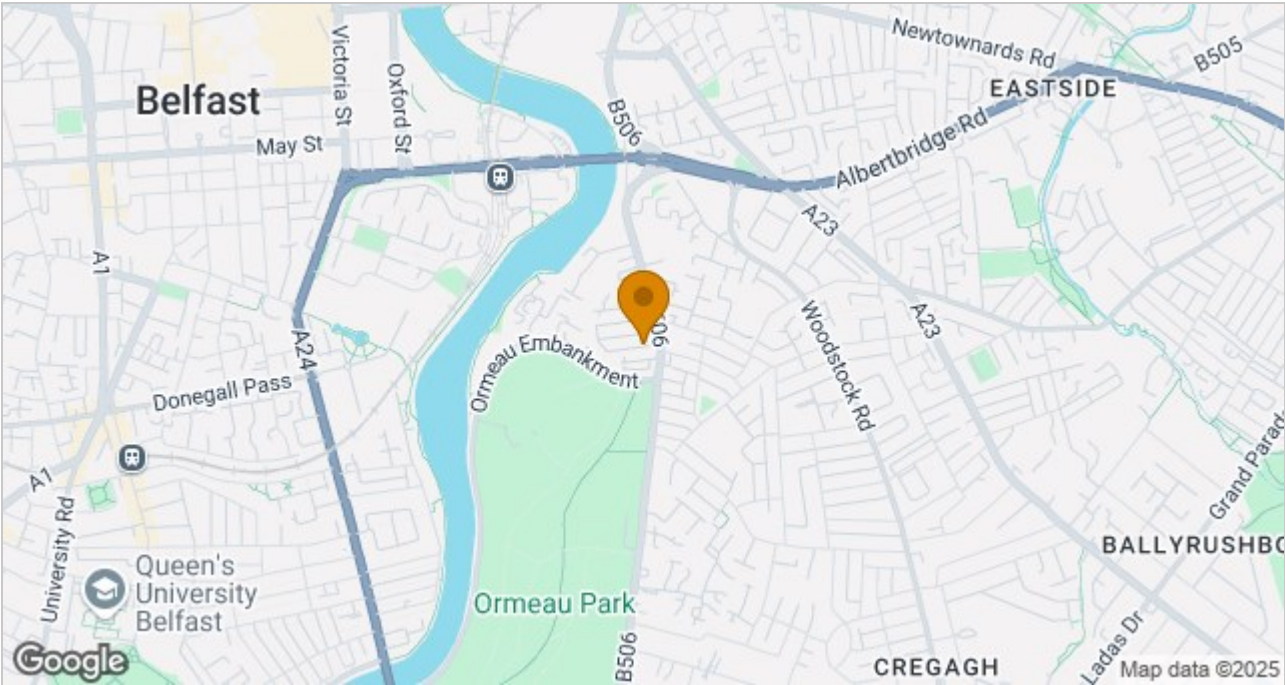 Newtownards Rd
B505
EASTSIDE
Victoria St
Oxford St
Belfast
B506
May St
Albertbridge Rd
A23
A1
A23
A24
Ormeau Embankment
Woodstock Rd
Donegall Pass
A1
University Rd
Grand Parad
BALLYRUSHBO
Queen's
University
Belfast
Ormeau Park
B506
CREGAGH
Ladas Dr
Google
Map data ©2025